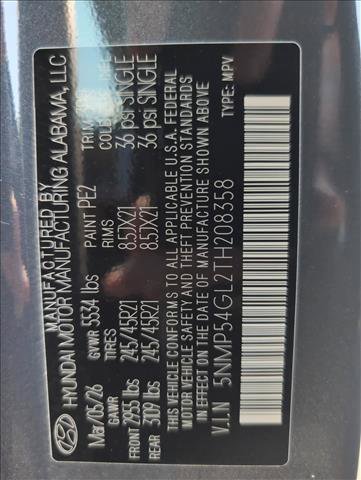 MANUFACTURED BY
HYUNDAI MOTOR MANUFACTURING ALABAMA, LLC
Mar/05/26 GVWR 5534 lbs PAINT PE2 TRIM
GAWR TIRES RIMS COLD
FRONT 2955 lbs 245/45R21 8.5JX21 36 psi SINGLE
REAR 3109 lbs 245/45R21 8.5JX21 36 psi SINGLE
THIS VEHICLE CONFORMS TO ALL APPLICABLE U.S.A. FEDERAL
MOTOR VEHICLE SAFETY AND THEFT PREVENTION STANDARDS
IN EFFECT ON THE DATE OF MANUFACTURE SHOWN ABOVE.
V.I.N 5NMP54GL2TH208358 TYPE: MPV